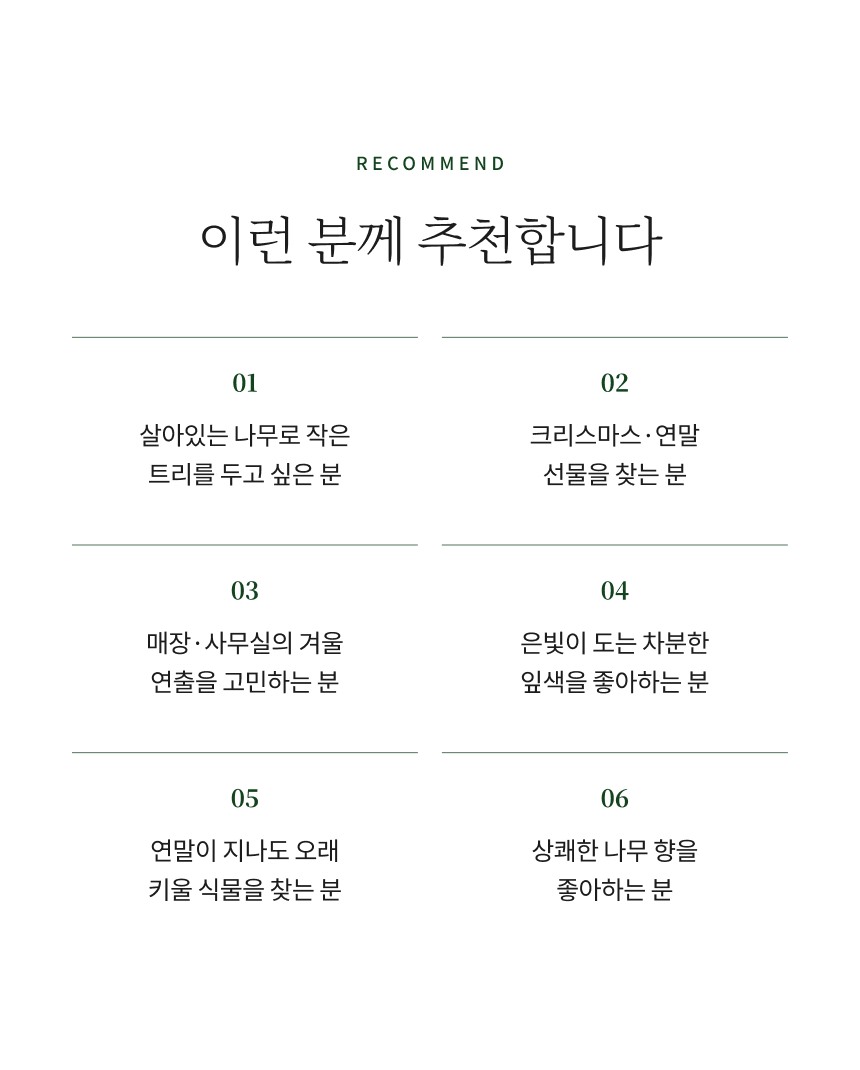 RECOMMEND
이런 분께 추천합니다
01
살아있는 나무로 작은
트리를 두고 싶은 분
02
크리스마스·연말
선물을 찾는 분
03
매장·사무실의 겨울
연출을 고민하는 분
04
은빛이 도는 차분한
잎색을 좋아하는 분
05
연말이 지나도 오래
키울 식물을 찾는 분
06
상쾌한 나무 향을
좋아하는 분